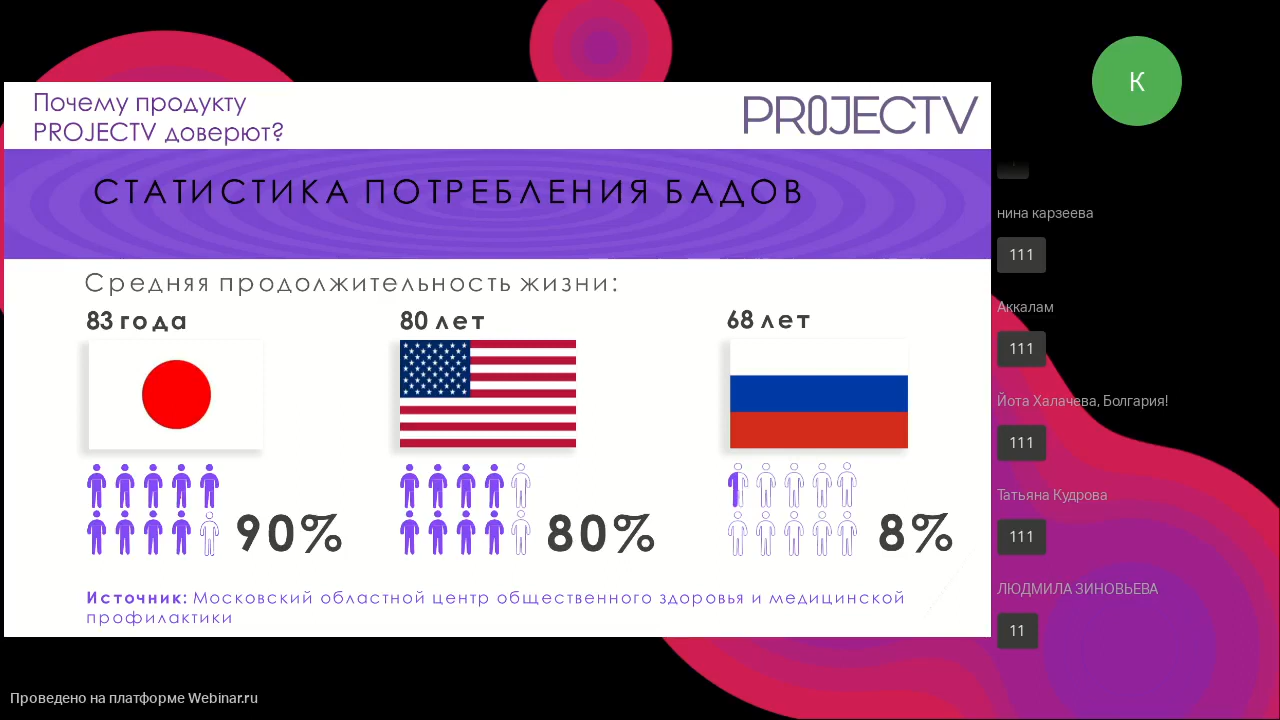 Почему продукту
PROJECTV доверют?
PROJECTV
СТАТИСТИКА ПОТРЕБЛЕНИЯ БАДОВ
Средняя продолжительность жизни:
83 года
80 лет
68 лет
90%
80%
8%
Источник: Московский областной центр общественного здоровья и медицинской
профилактики
К
нина карзеева
111
Аккалам
111
Йота Халачева, Болгария!
111
Татьяна Кудрова
111
ЛЮДМИЛА ЗИНОВЬЕВА
11
Проведено на платформе Webinar.ru